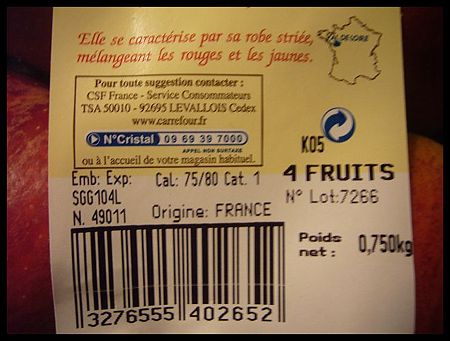 Elle se caractérise par sa robe striée,
mélangeant les rouges et les jaunes.
VAL DE LOIRE
Pour toute suggestion contacter :
CSF France - Service Consommateurs
TSA 50010 - 92695 LEVALLOIS Cedex
www.carrefour.fr
N°Cristal 09 69 39 7000
APPEL NON SURTAXE
ou à l'accueil de votre magasin habituel.
K05
Emb: Exp: Cal: 75/80 Cat. 1
4 FRUITS
SGG104L
N° Lot:7266
N. 49011 Origine: FRANCE
Poids
net : 0,750kg
3276555 402652